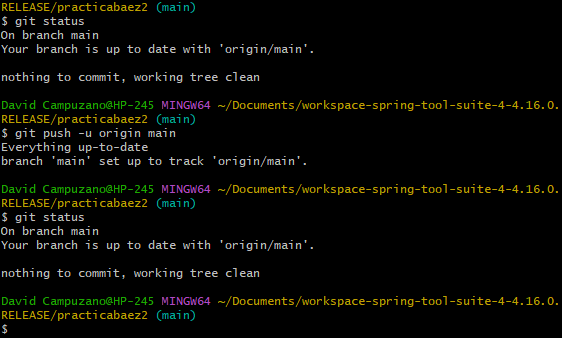 RELEASE/practicabaez2 (main)
$ git status
On branch main
Your branch is up to date with 'origin/main'.
nothing to commit, working tree clean
David Campuzano@HP-245 MINGW64 ~/Documents/workspace-spring-tool-suite-4-4.16.0.
RELEASE/practicabaez2 (main)
$ git push -u origin main
Everything up-to-date
branch 'main' set up to track 'origin/main'.
David Campuzano@HP-245 MINGW64 ~/Documents/workspace-spring-tool-suite-4-4.16.0.
RELEASE/practicabaez2 (main)
$ git status
On branch main
Your branch is up to date with 'origin/main'.
nothing to commit, working tree clean
David Campuzano@HP-245 MINGW64 ~/Documents/workspace-spring-tool-suite-4-4.16.0.
RELEASE/practicabaez2 (main)
$